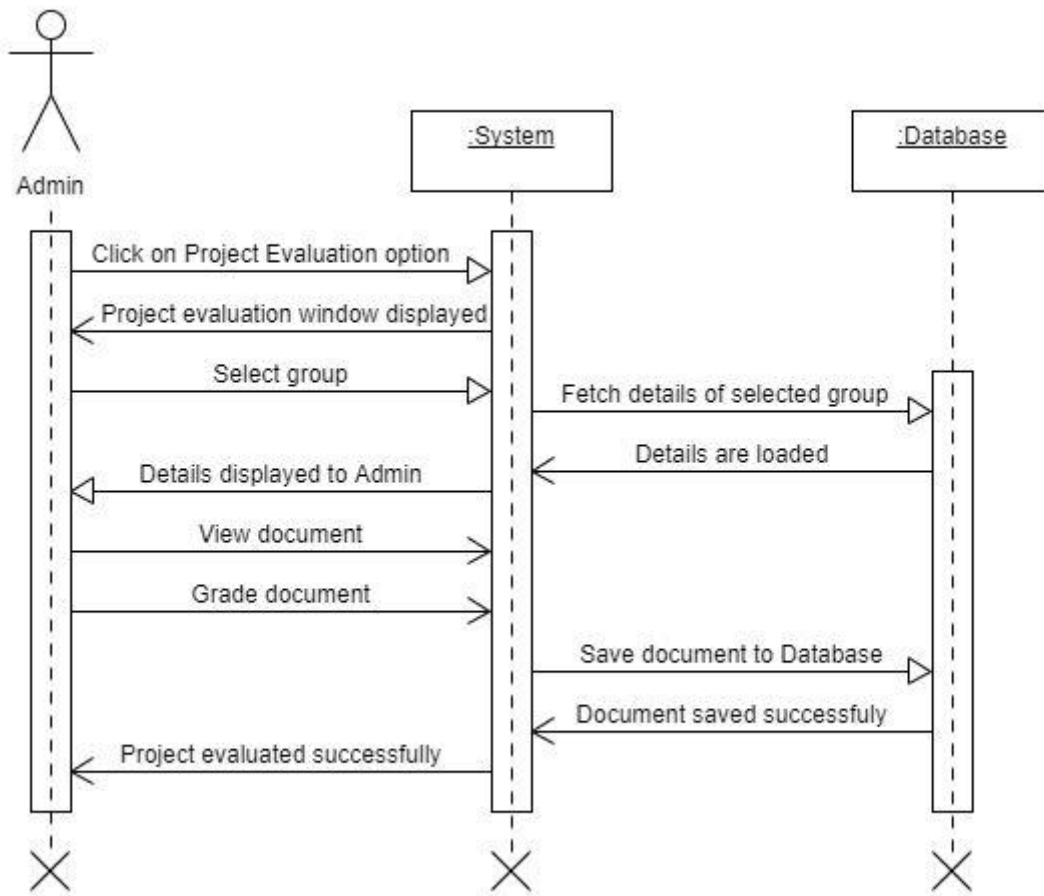 :System
:Database
Admin
Click on Project Evaluation option
Project evaluation window displayed
Select group
Fetch details of selected group
Details are loaded
Details displayed to Admin
View document
Grade document
Save document to Database
Document saved successfuly
Project evaluated successfully